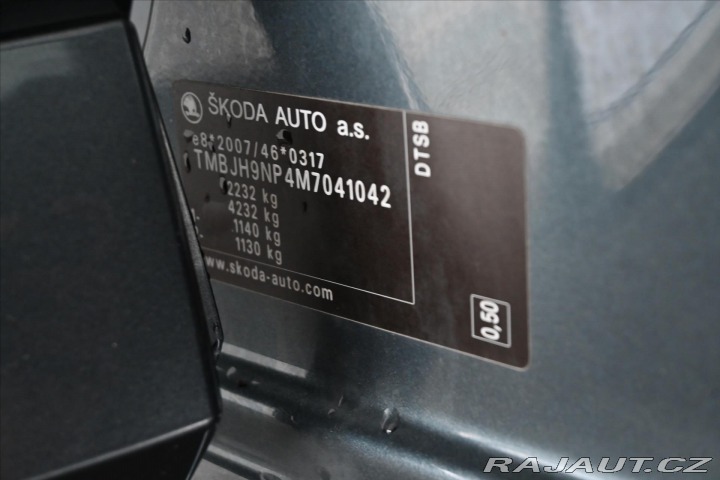 ŠKODA AUTO a.s.
e8*2007/46*0317
TMBJH9NP4M7041042
2232 kg
4232 kg
1- 1140 kg
1130 kg
www.skoda-auto.com
DTSB
0,50
RAJAUT.CZ